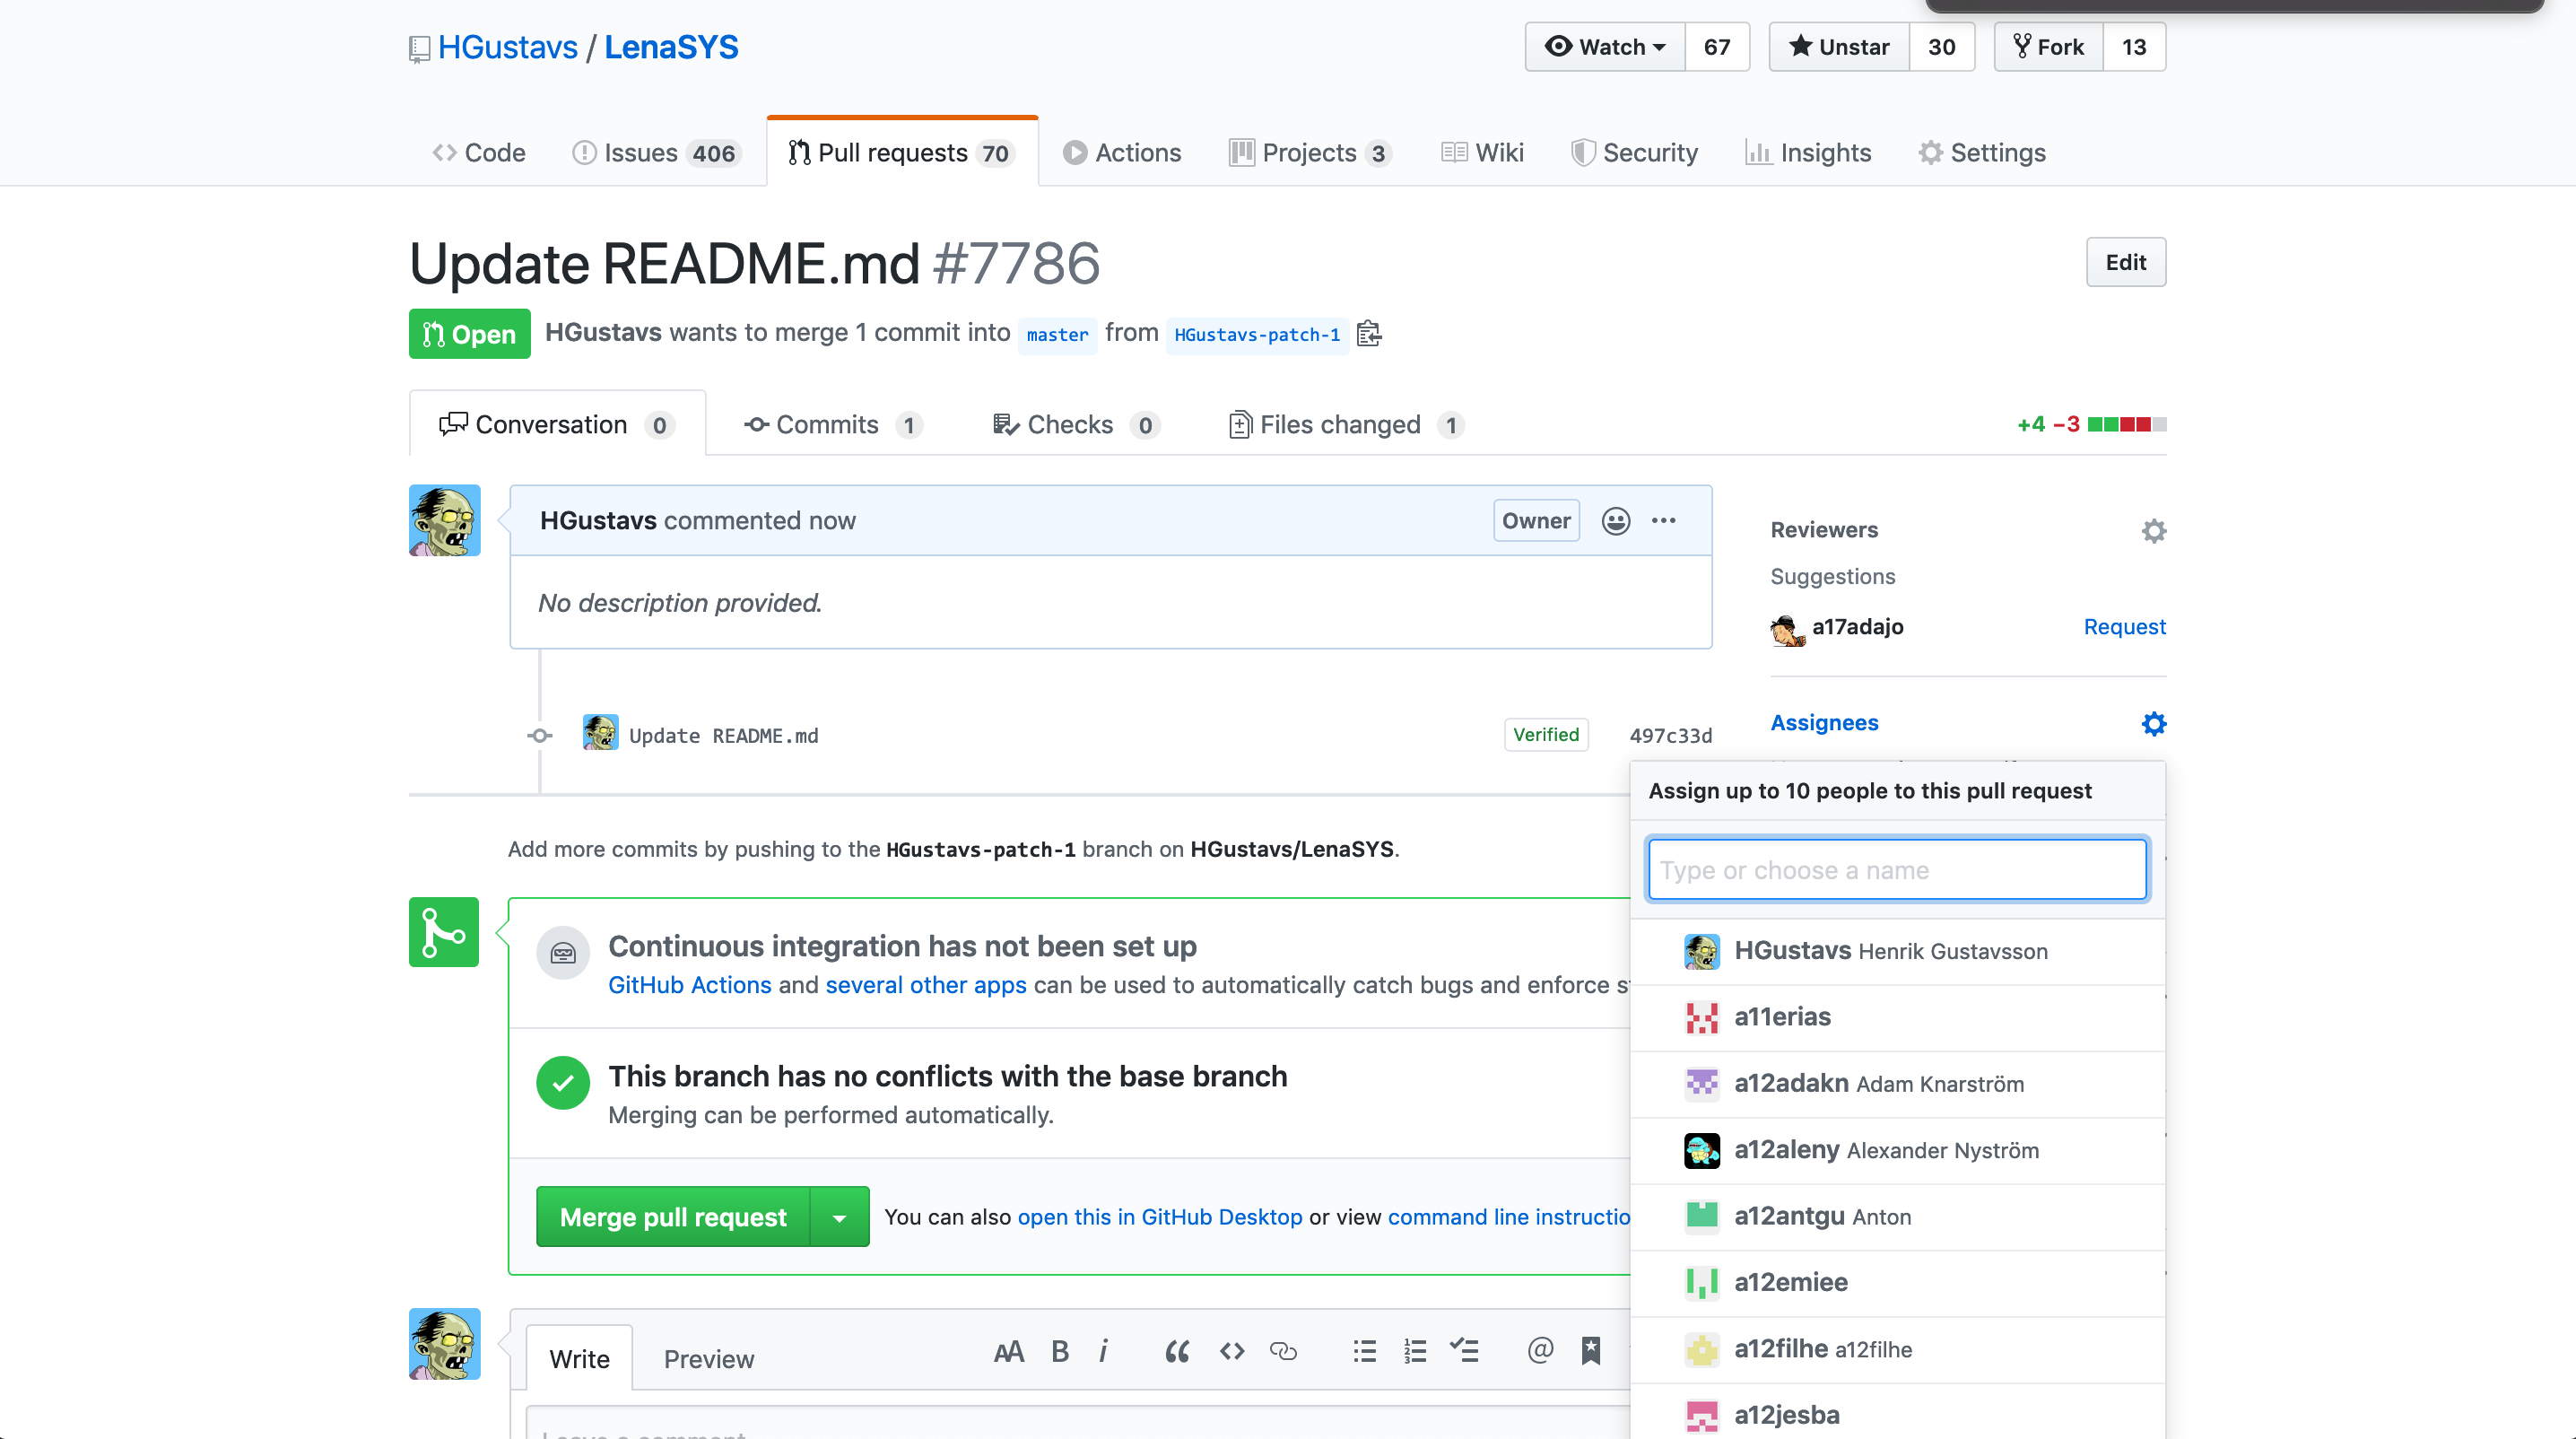 HGustavs / LenaSYS
Watch 67
Unstar 30
Fork 13
Code
Issues 406
Pull requests 70
Actions
Projects 3
Wiki
Security
Insights
Settings
Update README.md #7786
Edit
Open
HGustavs wants to merge 1 commit into master from HGustavs-patch-1
Conversation 0
Commits 1
Checks 0
Files changed 1
+4 −3
HGustavs commented now
Owner
No description provided.
Reviewers
Suggestions
a17adajo
Request
Update README.md
Verified
497c33d
Assignees
Assign up to 10 people to this pull request
Type or choose a name
HGustavs Henrik Gustavsson
a11erias
a12adakn Adam Knarström
a12aleny Alexander Nyström
a12antgu Anton
a12emiee
a12filhe a12filhe
a12jesba
Add more commits by pushing to the HGustavs-patch-1 branch on HGustavs/LenaSYS.
Continuous integration has not been set up
GitHub Actions and several other apps can be used to automatically catch bugs and enforce
This branch has no conflicts with the base branch
Merging can be performed automatically.
Merge pull request
You can also open this in GitHub Desktop or view command line instructio
Write
Preview
AA B i
@
Leave a comment